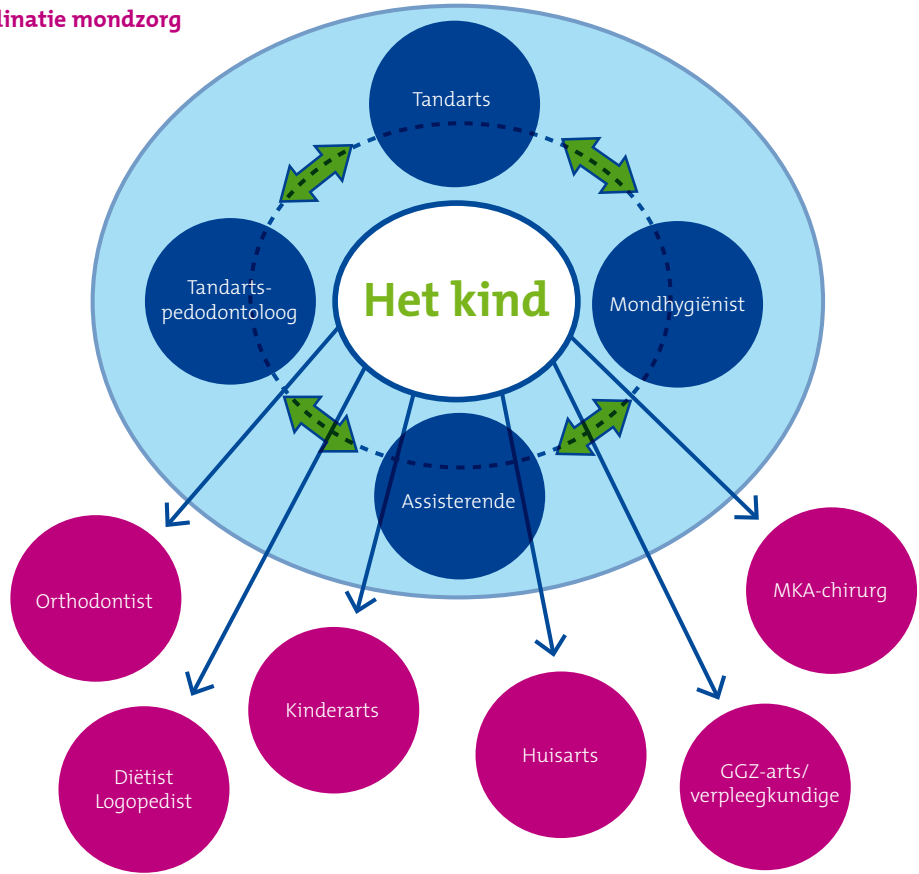 linatie mondzorg
Tandarts
Tandarts-
pedodontoloog
Het kind
Mondhygiënist
Assisterende
Orthodontist
MKA-chirurg
Kinderarts
Huisarts
Diëtist
Logopedist
GGZ-arts/
verpleegkundige